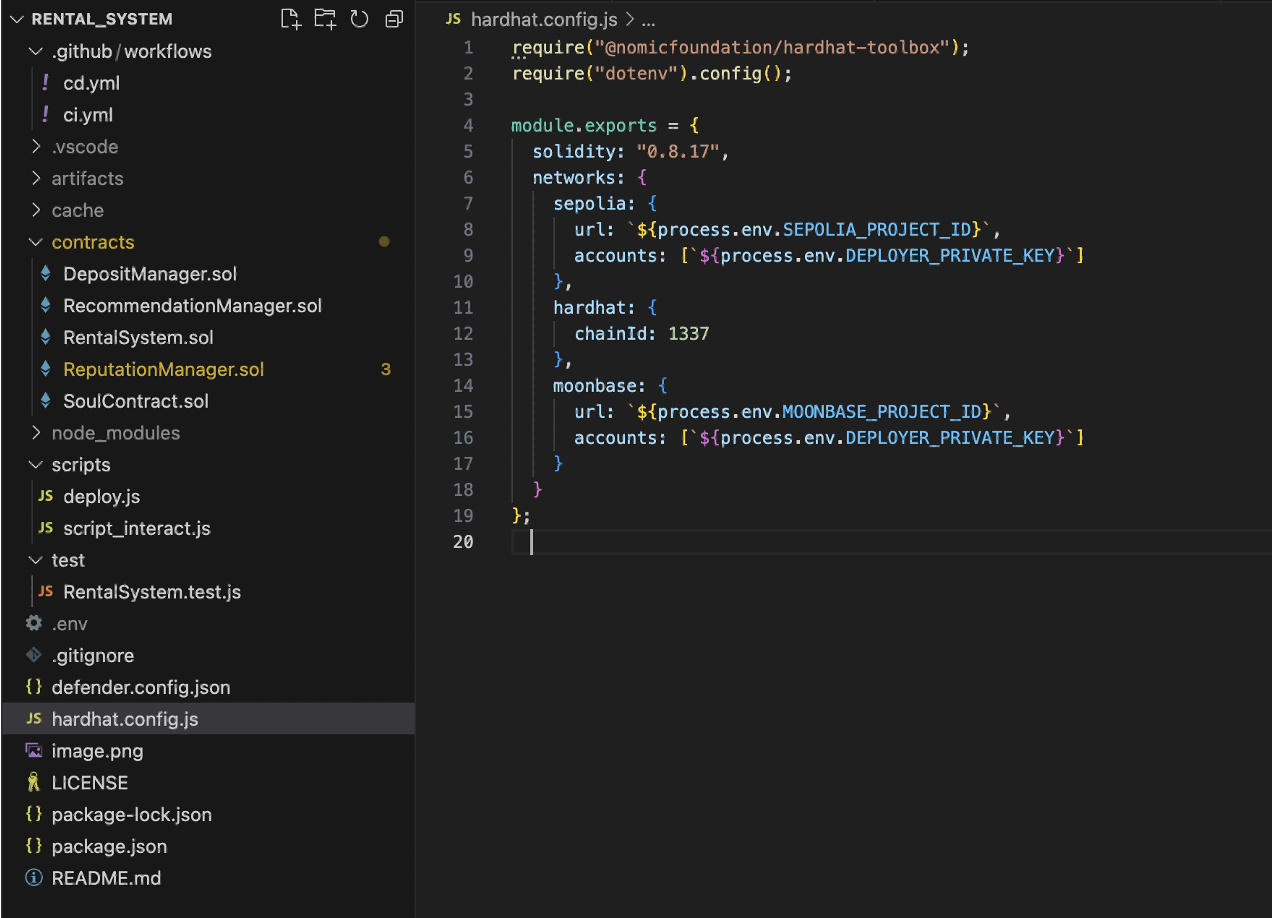 RENTAL_SYSTEM
.github/workflows
! cd.yml
! ci.yml
.vscode
artifacts
cache
contracts
DepositManager.sol
RecommendationManager.sol
RentalSystem.sol
ReputationManager.sol 3
SoulContract.sol
node_modules
scripts
JS deploy.js
JS script_interact.js
test
JS RentalSystem.test.js
.env
.gitignore
{} defender.config.json
JS hardhat.config.js
image.png
LICENSE
{} package-lock.json
{} package.json
README.md
JS hardhat.config.js > ...
1 require("@nomicfoundation/hardhat-toolbox");
2 require("dotenv").config();
3
4 module.exports = {
5   solidity: "0.8.17",
6   networks: {
7     sepolia: {
8       url: `${process.env.SEPOLIA_PROJECT_ID}`,
9       accounts: [`${process.env.DEPLOYER_PRIVATE_KEY}`]
10     },
11     hardhat: {
12       chainId: 1337
13     },
14     moonbase: {
15       url: `${process.env.MOONBASE_PROJECT_ID}`,
16       accounts: [`${process.env.DEPLOYER_PRIVATE_KEY}`]
17     }
18   }
19 };
20